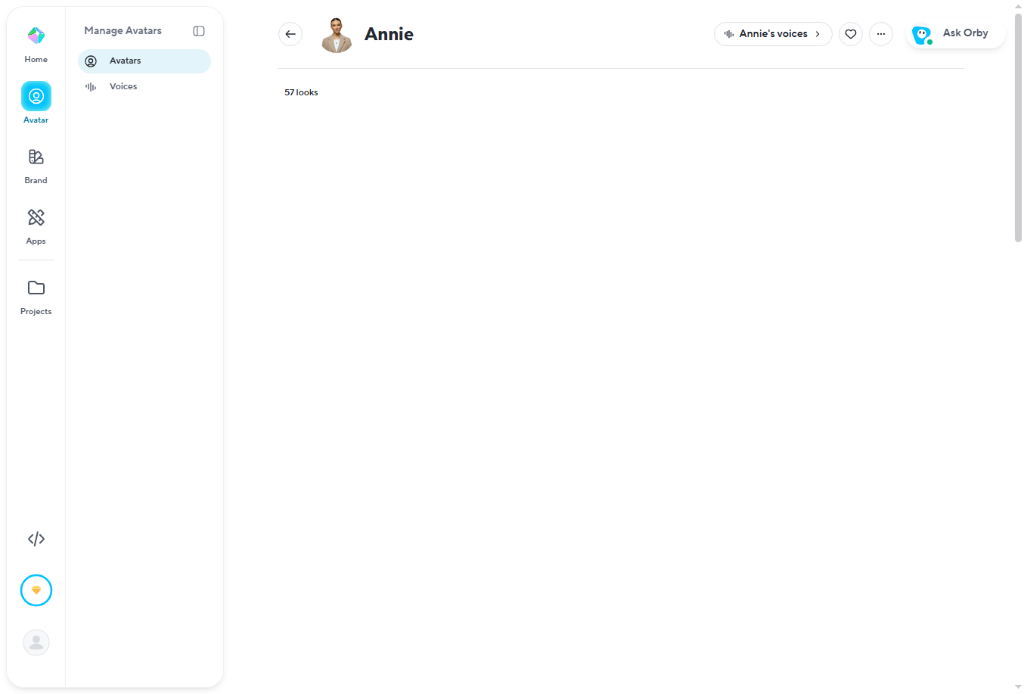 Home
Avatar
Brand
Apps
Projects
Manage Avatars
Avatars
Voices
Annie
Annie's voices
Ask Orby
57 looks